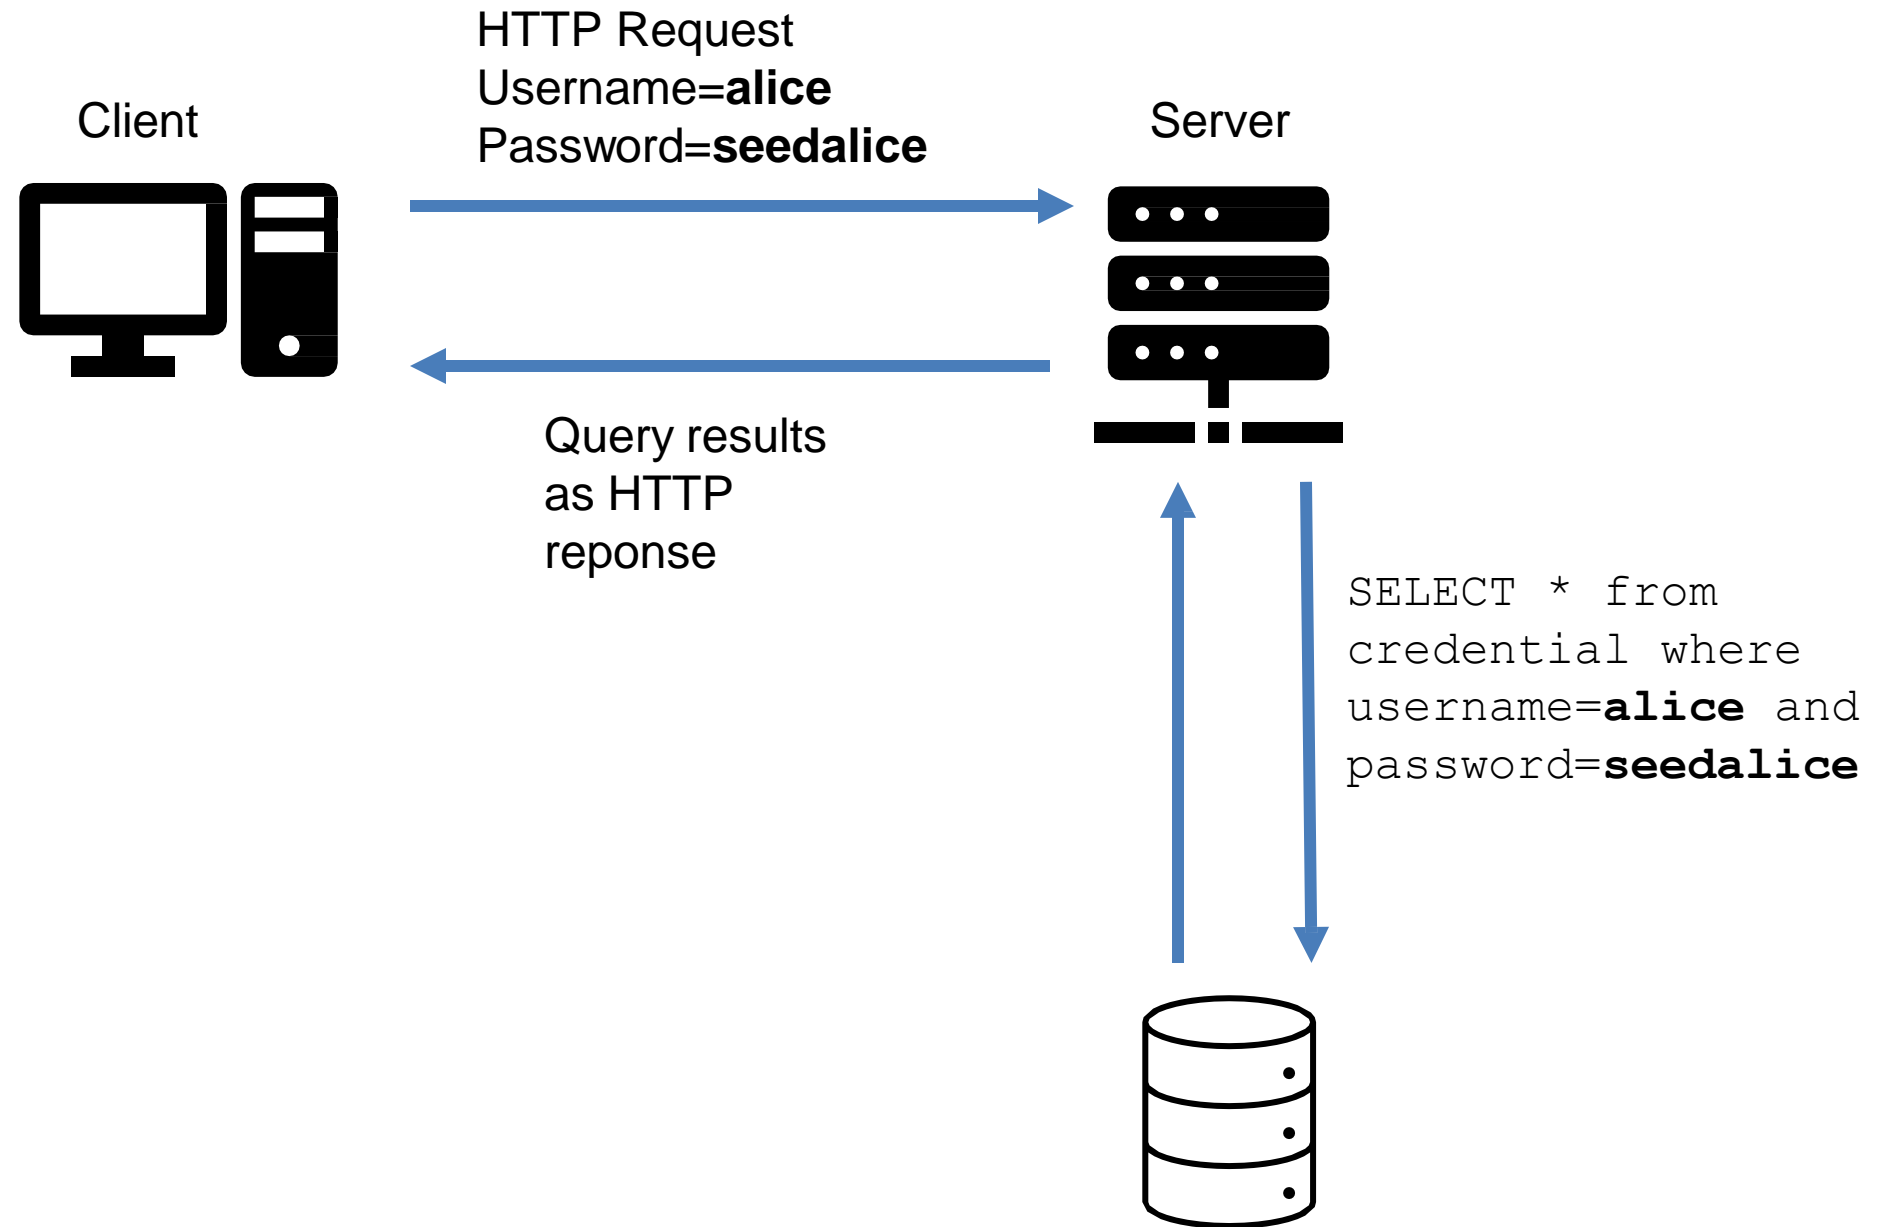 Client
HTTP Request
Username=alice
Password=seedalice
Server
Query results
as HTTP
reponse
SELECT * from
credential where
username=alice and
password=seedalice